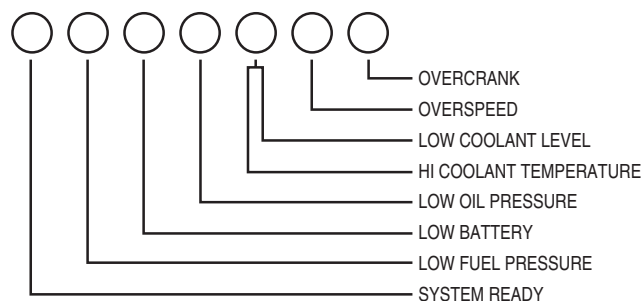 OVERCRANK
OVERSPEED
LOW COOLANT LEVEL
HI COOLANT TEMPERATURE
LOW OIL PRESSURE
LOW BATTERY
LOW FUEL PRESSURE
SYSTEM READY